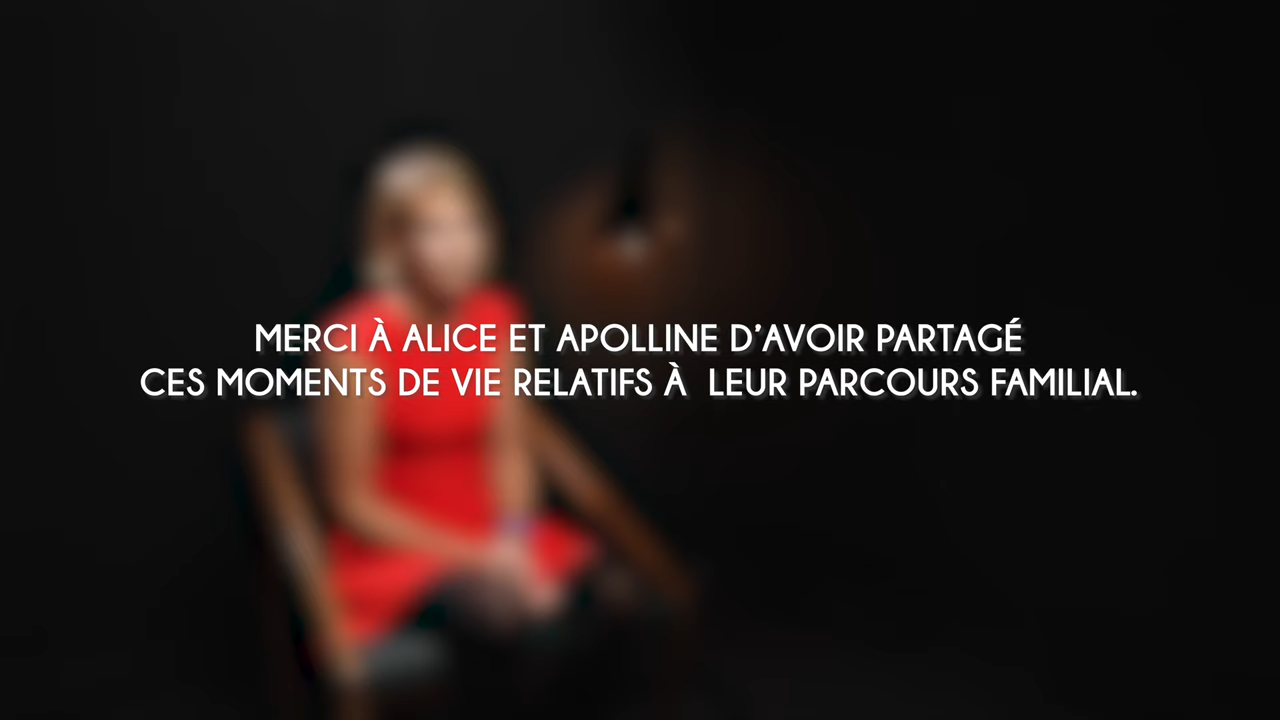 MERCI À ALICE ET APOLLINE D'AVOIR PARTAGÉ
CES MOMENTS DE VIE RELATIFS À LEUR PARCOURS FAMILIAL.